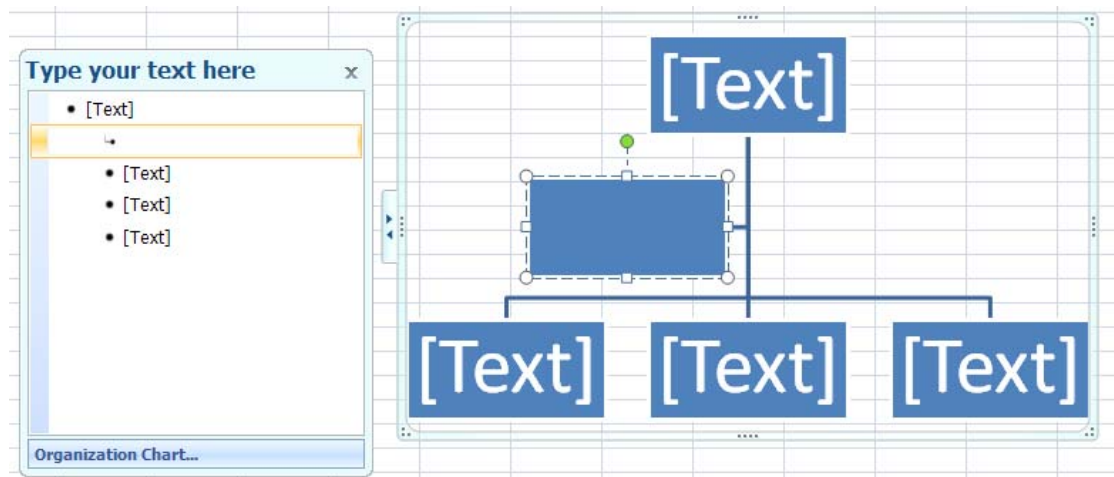 Type your text here x
[Text]
[Text]
[Text]
[Text]
Organization Chart...
[Text]
[Text] [Text] [Text]